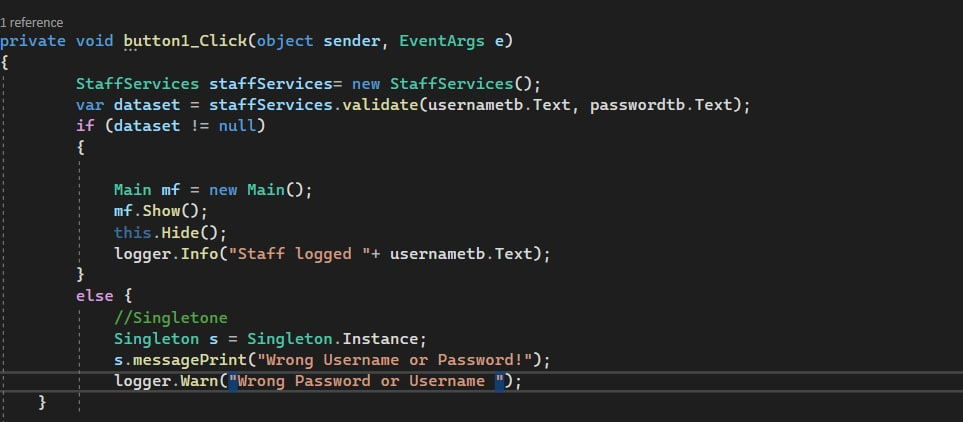 1 reference
private void button1_Click(object sender, EventArgs e)
{
StaffServices staffServices= new StaffServices();
var dataset = staffServices.validate(usernametb.Text, passwordtb.Text);
if (dataset != null)
{
Main mf = new Main();
mf.Show();
this.Hide();
logger.Info("Staff logged "+ usernametb.Text);
}
else {
//Singletone
Singleton s = Singleton.Instance;
s.messagePrint("Wrong Username or Password!");
logger.Warn("Wrong Password or Username ");
}